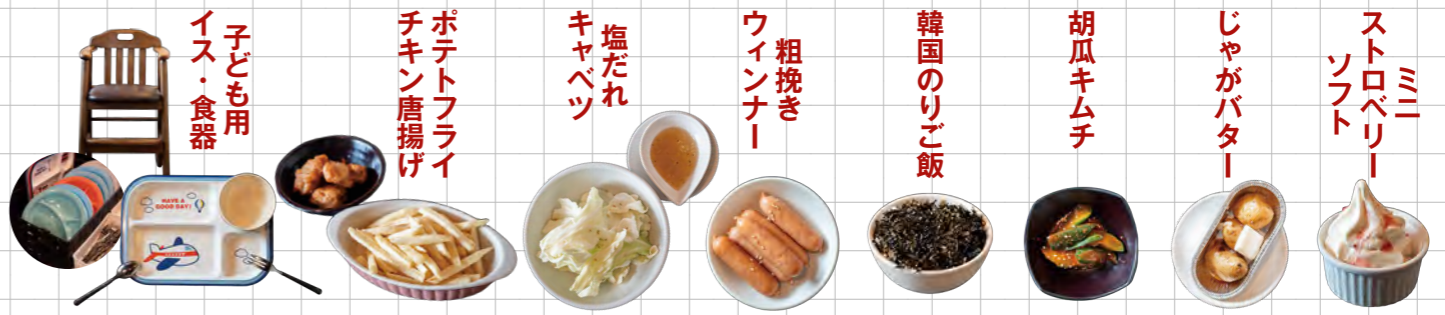 ミニ
ストロベリー
ソフト
じゃがバター
胡瓜キムチ
韓国のりご飯
粗挽き
ウィンナー
塩だれ
キャベツ
ポテトフライ
チキン唐揚げ
子ども用
イス・食器
HAVE A
GOOD DAY!